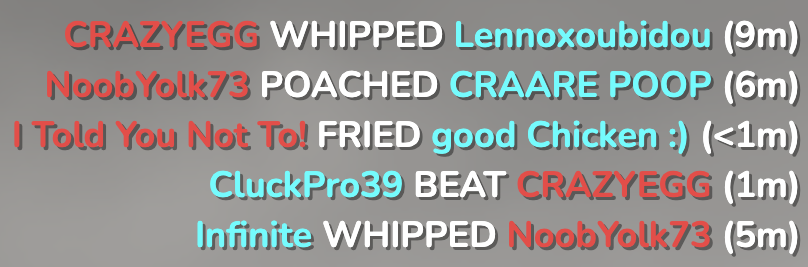 CRAZYEGG WHIPPED Lennoxoubidou (9m)
NoobYolk73 POACHED CRAARE POOP (6m)
I Told You Not To! FRIED good Chicken :) (<1m)
CluckPro39 BEAT CRAZYEGG (1m)
Infinite WHIPPED NoobYolk73 (5m)